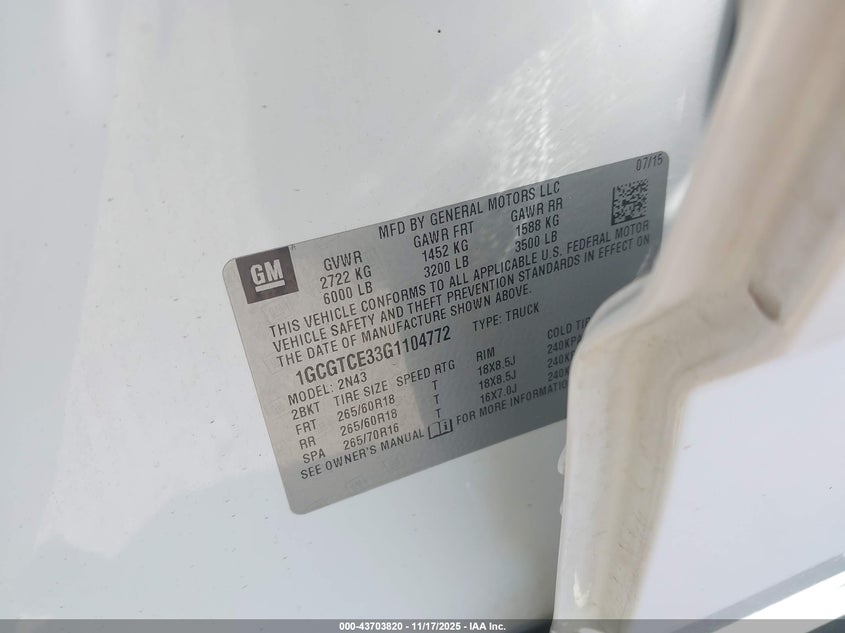 07/15
MFD BY GENERAL MOTORS LLC
GM
GVWR GAWR FRT GAWR RR
2722 KG 1452 KG 1588 KG
6000 LB 3200 LB 3500 LB
THIS VEHICLE CONFORMS TO ALL APPLICABLE U.S. FEDERAL MOTOR
VEHICLE SAFETY AND THEFT PREVENTION STANDARDS IN EFFECT ON
THE DATE OF MANUFACTURE SHOWN ABOVE.
1GCGTCE33G1104772 TYPE: TRUCK
MODEL: 2N43
2BKT TIRE SIZE SPEED RTG RIM COLD
FRT 265/60R18 T 18X8.5J 240KPA
RR 265/60R18 T 18X8.5J
SPA 265/70R16 T 16X7.0J
SEE OWNER'S MANUAL FOR MORE INFORMATION
000-43703820 - 11/17/2025 - IAA Inc.